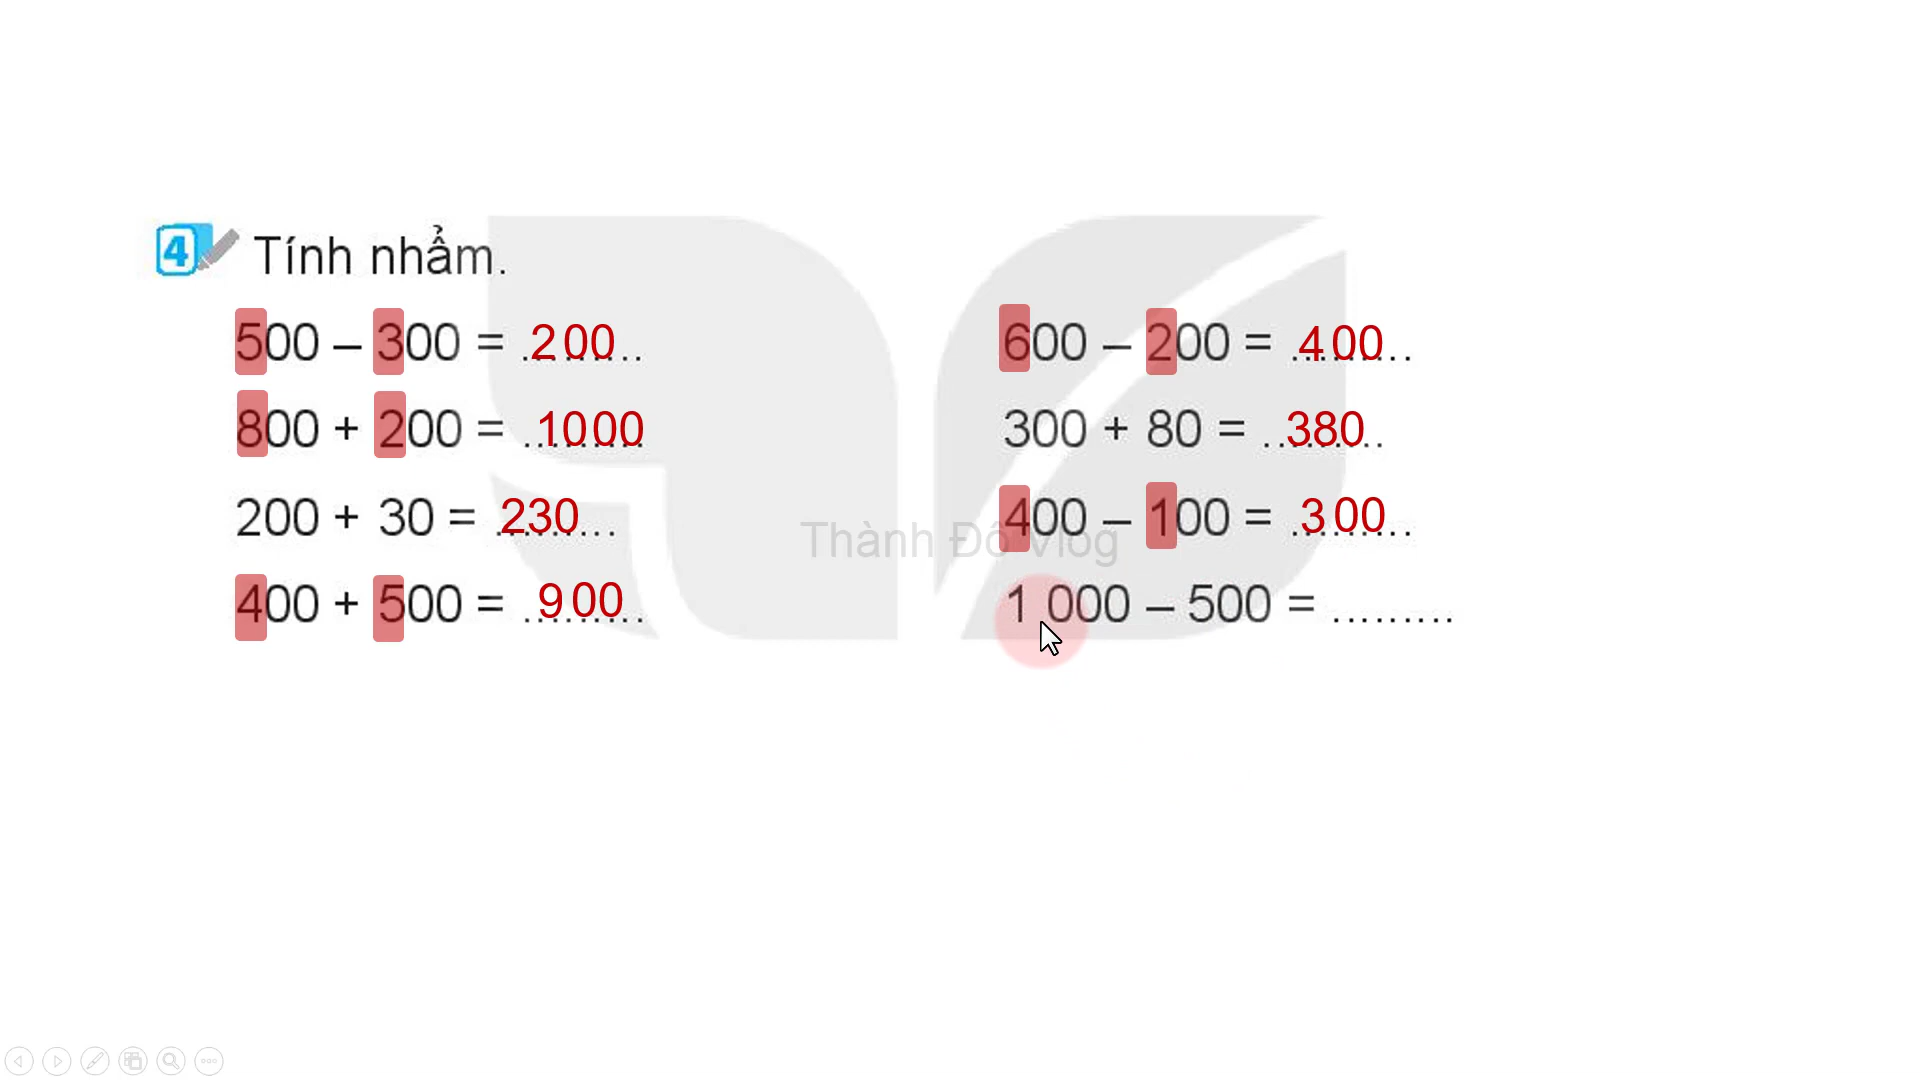 4 Tính nhẩm.
500 – 300 = 200
600 – 200 = 400
800 + 200 = 1000
300 + 80 = 380
200 + 30 = 230
400 – 100 = 300
Thành Đô Vlog
400 + 500 = 900
1 000 – 500 = .........